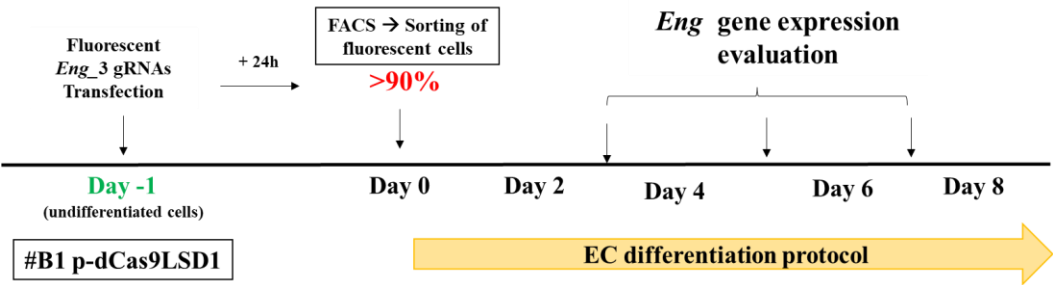 Fluorescent
Eng_3 gRNAs
Transfection
+ 24h
FACS → Sorting of
fluorescent cells
>90%
Eng gene expression
evaluation
Day -1
(undifferentiated cells)
Day 0
Day 2
Day 4
Day 6
Day 8
#B1 p-dCas9LSD1
EC differentiation protocol